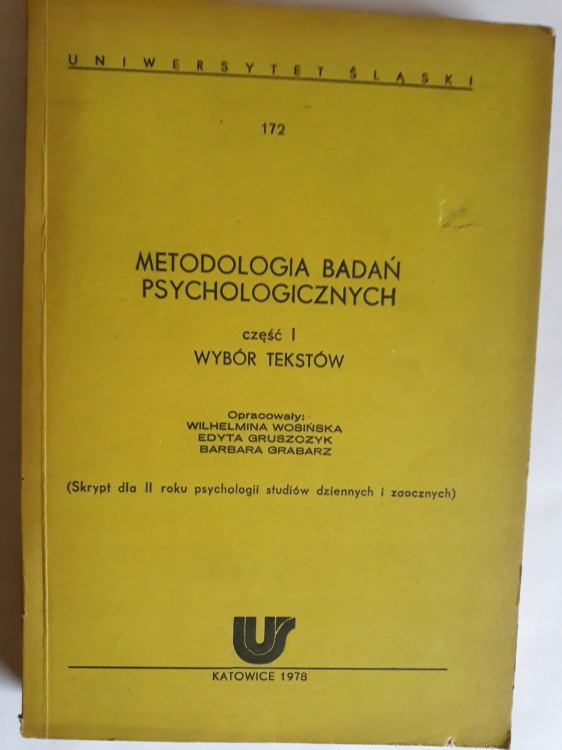 UNIWERSYTET ŚLĄSKI
172
METODOLOGIA BADAŃ
PSYCHOLOGICZNYCH
część I
WYBÓR TEKSTÓW
Opracowały:
WILHELMINA WOSIŃSKA
EDYTA GRUSZCZYK
BARBARA GRABARZ
(Skrypt dla II roku psychologii studiów dziennych i zaocznych)
US
KATOWICE 1978